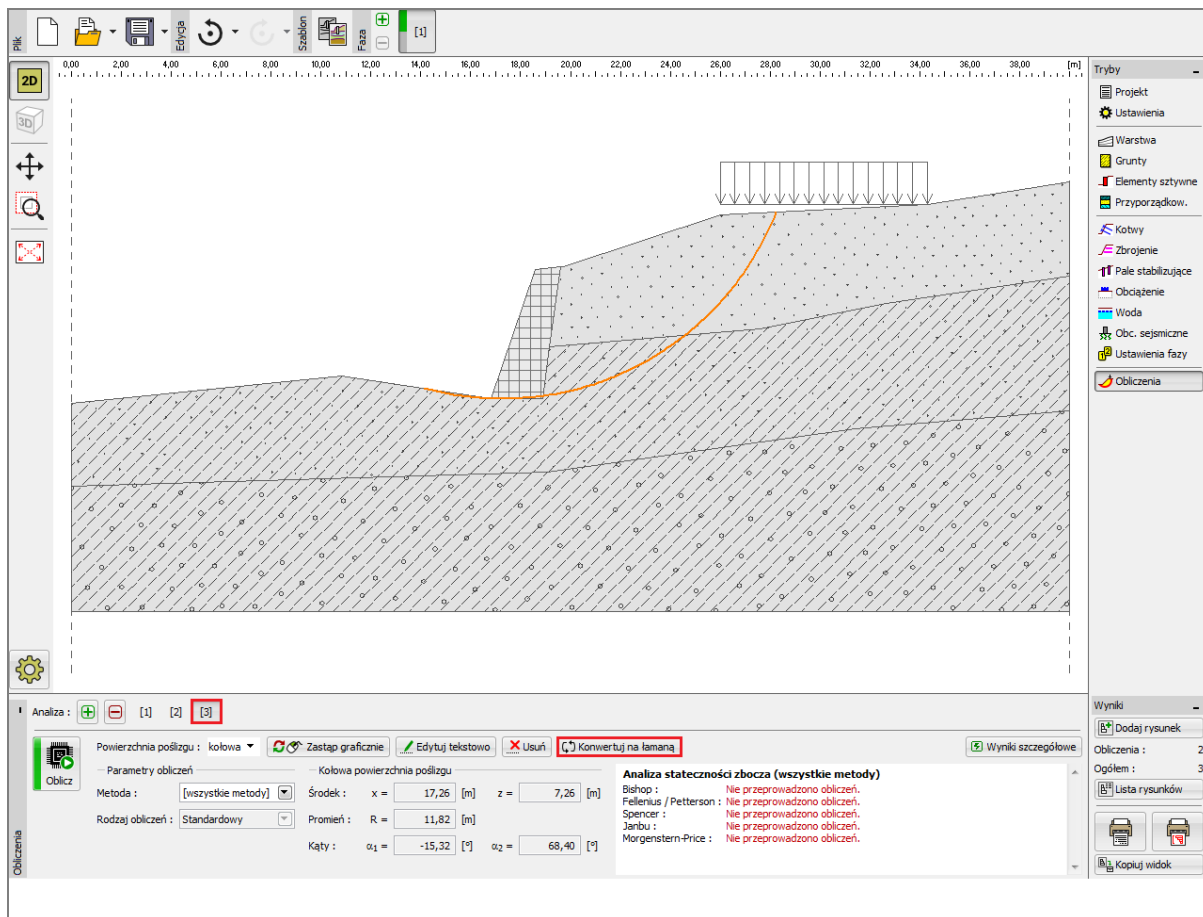 Plik
Edycja
Szablon
Faza
[1]
2D
3D
0,00 2,00 4,00 6,00 8,00 10,00 12,00 14,00 16,00 18,00 20,00 22,00 24,00 26,00 28,00 30,00 32,00 34,00 36,00 38,00 [m]
Tryby
Projekt
Ustawienia
Warstwa
Grunty
Elementy sztywne
Przyporządkow.
Kotwy
Zbrojenie
Pale stabilizujące
Obciążenie
Woda
Obc. sejsmiczne
Ustawienia fazy
Obliczenia
Analiza : [1] [2] [3]
Oblicz
Powierzchnia poślizgu : kołowa Zastąp graficznie Edytuj tekstowo Usuń Konwertuj na łamaną Wyniki szczegółowe
Parametry obliczeń
Metoda : [wszystkie metody]
Rodzaj obliczeń : Standardowy
Kołowa powierzchnia poślizgu
Środek : x = 17,26 [m] z = 7,26 [m]
Promień : R = 11,82 [m]
Kąty : α1 = -15,32 [°] α2 = 68,40 [°]
Analiza stateczności zbocza (wszystkie metody)
Bishop : Nie przeprowadzono obliczeń.
Fellenius / Petterson : Nie przeprowadzono obliczeń.
Spencer : Nie przeprowadzono obliczeń.
Janbu : Nie przeprowadzono obliczeń.
Morgenstern-Price : Nie przeprowadzono obliczeń.
Obliczenia
Wyniki
Dodaj rysunek
Obliczenia : 2
Ogółem : 3
Lista rysunków
Kopiuj widok